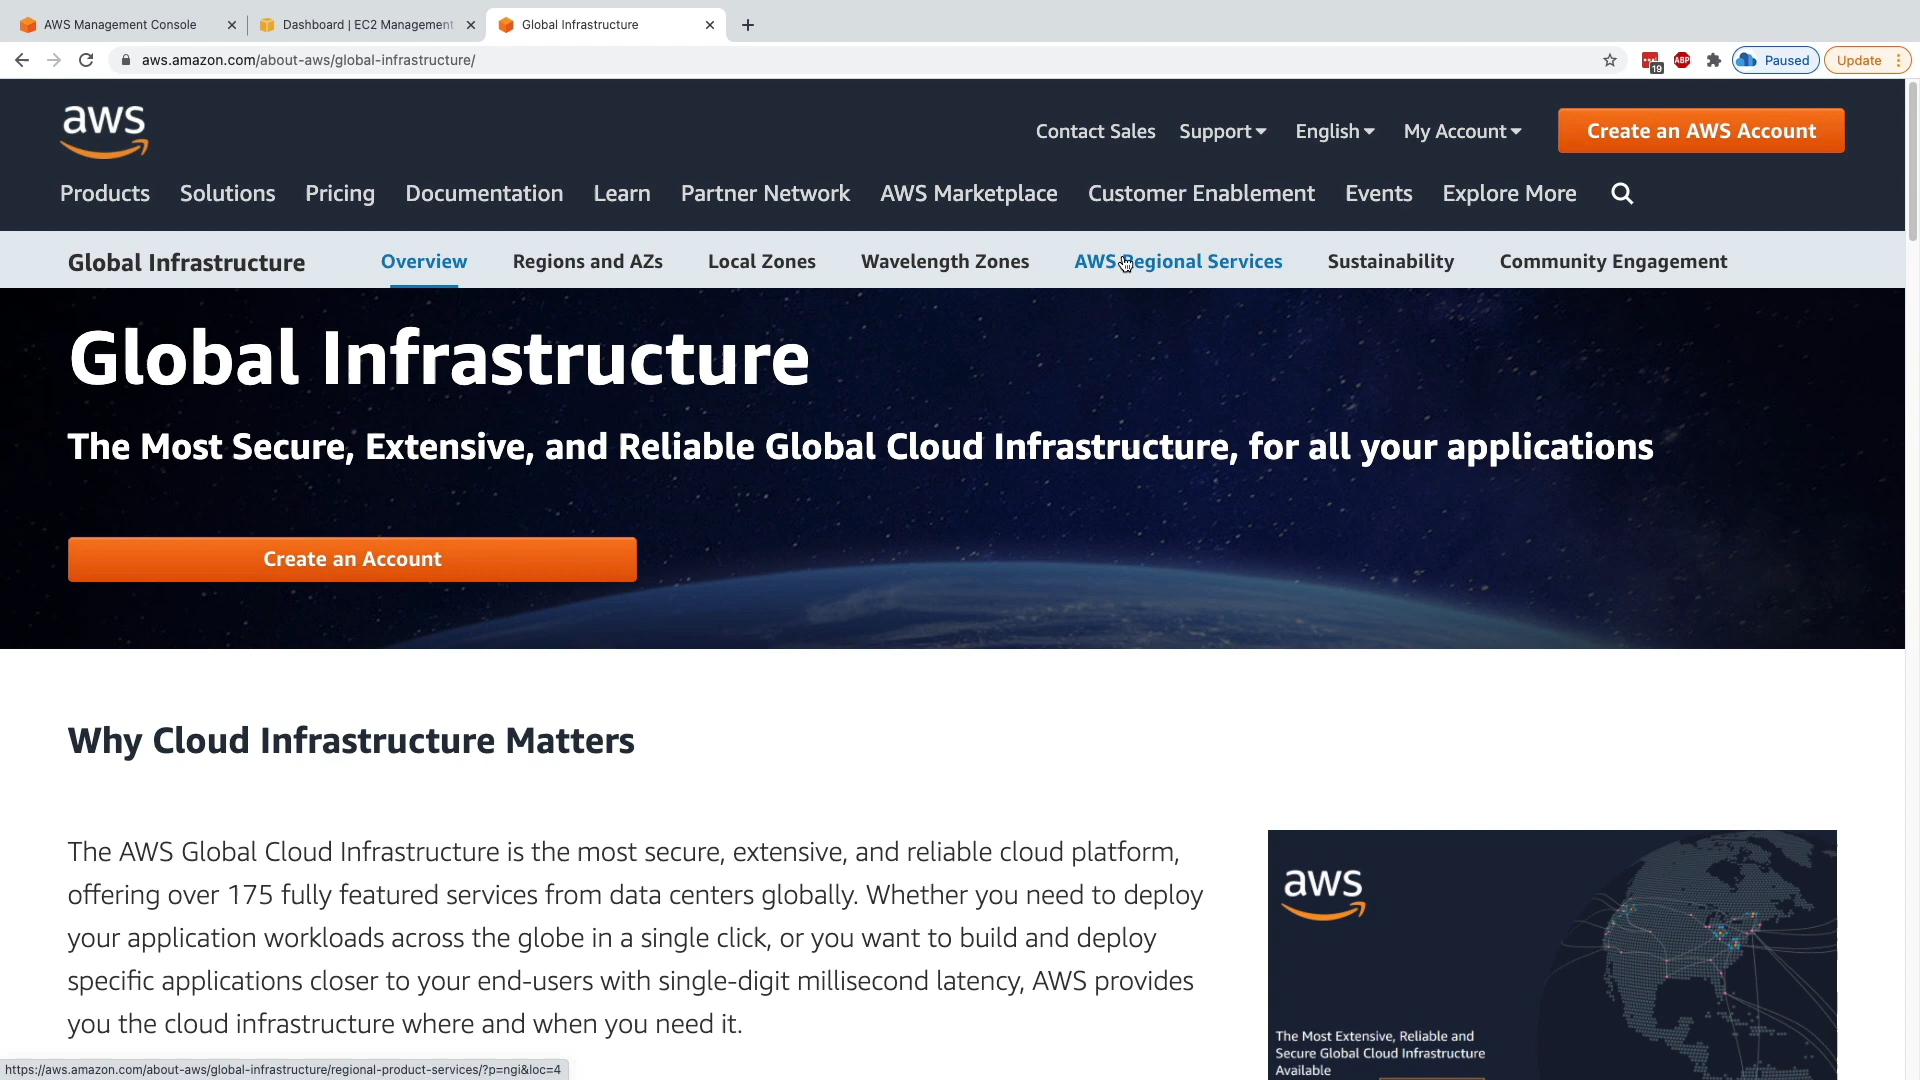 AWS Management Console
Dashboard | EC2 Management
Global Infrastructure
aws.amazon.com/about-aws/global-infrastructure/
19
ABP
Paused
Update
aws
Contact Sales
Support
English
My Account
Create an AWS Account
Products
Solutions
Pricing
Documentation
Learn
Partner Network
AWS Marketplace
Customer Enablement
Events
Explore More
Global Infrastructure
Overview
Regions and AZs
Local Zones
Wavelength Zones
AWS Regional Services
Sustainability
Community Engagement
Global Infrastructure
The Most Secure, Extensive, and Reliable Global Cloud Infrastructure, for all your applications
Create an Account
Why Cloud Infrastructure Matters
The AWS Global Cloud Infrastructure is the most secure, extensive, and reliable cloud platform,
offering over 175 fully featured services from data centers globally. Whether you need to deploy
your application workloads across the globe in a single click, or you want to build and deploy
specific applications closer to your end-users with single-digit millisecond latency, AWS provides
you the cloud infrastructure where and when you need it.
aws
The Most Extensive, Reliable and
Secure Global Cloud Infrastructure
Available
https://aws.amazon.com/about-aws/global-infrastructure/regional-product-services/?p=ngi&loc=4